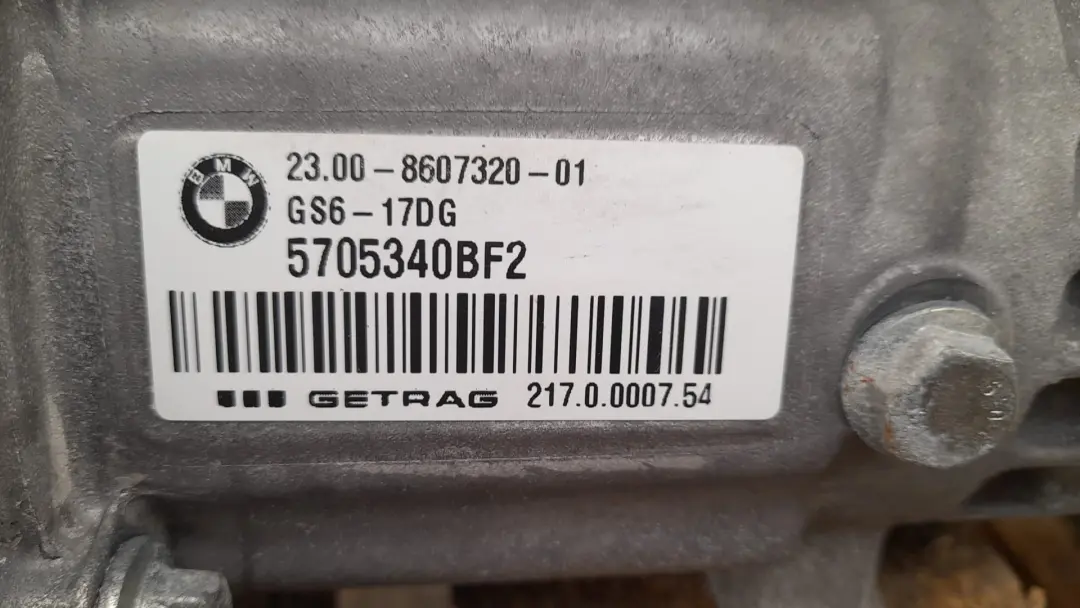 BMW
23.00-8607320-01
GS6-17DG
5705340BF2
GETRAG 217.0.0007.54